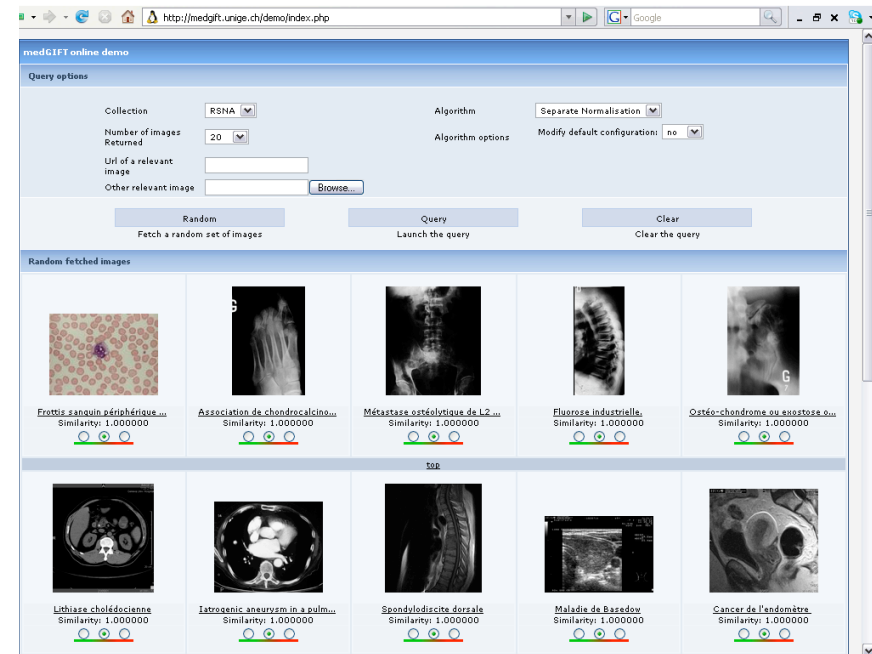 http://medgift.unige.ch/demo/index.php
G Google
medGIFT online demo
Query options
Collection RSNA Algorithm Separate Normalisation
Number of images Returned 20 Algorithm options Modify default configuration: no
Url of a relevant image
Other relevant image Browse...
Random Query Clear
Fetch a random set of images Launch the query Clear the query
Random fetched images
G
G
Frottis sanguin périphérique ... Association de chondrocalcino... Métastase ostéolytique de L2 ... Fluorose industrielle. Ostéo-chondrome ou exostose o...
Similarity: 1.000000 Similarity: 1.000000 Similarity: 1.000000 Similarity: 1.000000 Similarity: 1.000000
top
Lithiase cholédocienne Iatrogenic aneurysm in a pulm... Spondylodiscite dorsale Maladie de Basedow Cancer de l'endomètre
Similarity: 1.000000 Similarity: 1.000000 Similarity: 1.000000 Similarity: 1.000000 Similarity: 1.000000